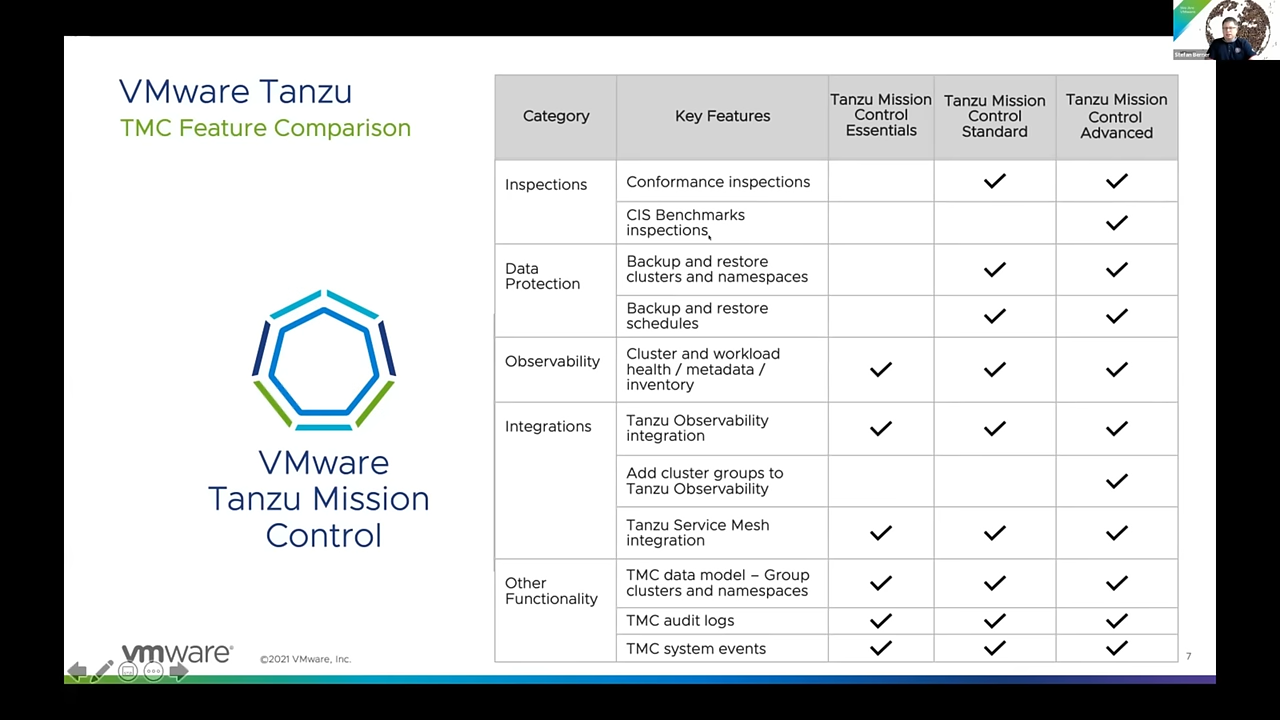 VMware Tanzu
TMC Feature Comparison
VMware
Tanzu Mission
Control
vmware®
©2021 VMware, Inc.
Category
Key Features
Tanzu Mission
Control
Essentials
Tanzu Mission
Control
Standard
Tanzu Mission
Control
Advanced
Inspections
Conformance inspections
✓
✓
CIS Benchmarks
inspections
✓
Data
Protection
Backup and restore
clusters and namespaces
✓
✓
Backup and restore
schedules
✓
✓
Observability
Cluster and workload
health / metadata /
inventory
✓
✓
✓
Integrations
Tanzu Observability
integration
✓
✓
✓
Add cluster groups to
Tanzu Observability
✓
Tanzu Service Mesh
integration
✓
✓
✓
Other
Functionality
TMC data model – Group
clusters and namespaces
✓
✓
✓
TMC audit logs
✓
✓
✓
TMC system events
✓
✓
✓
7